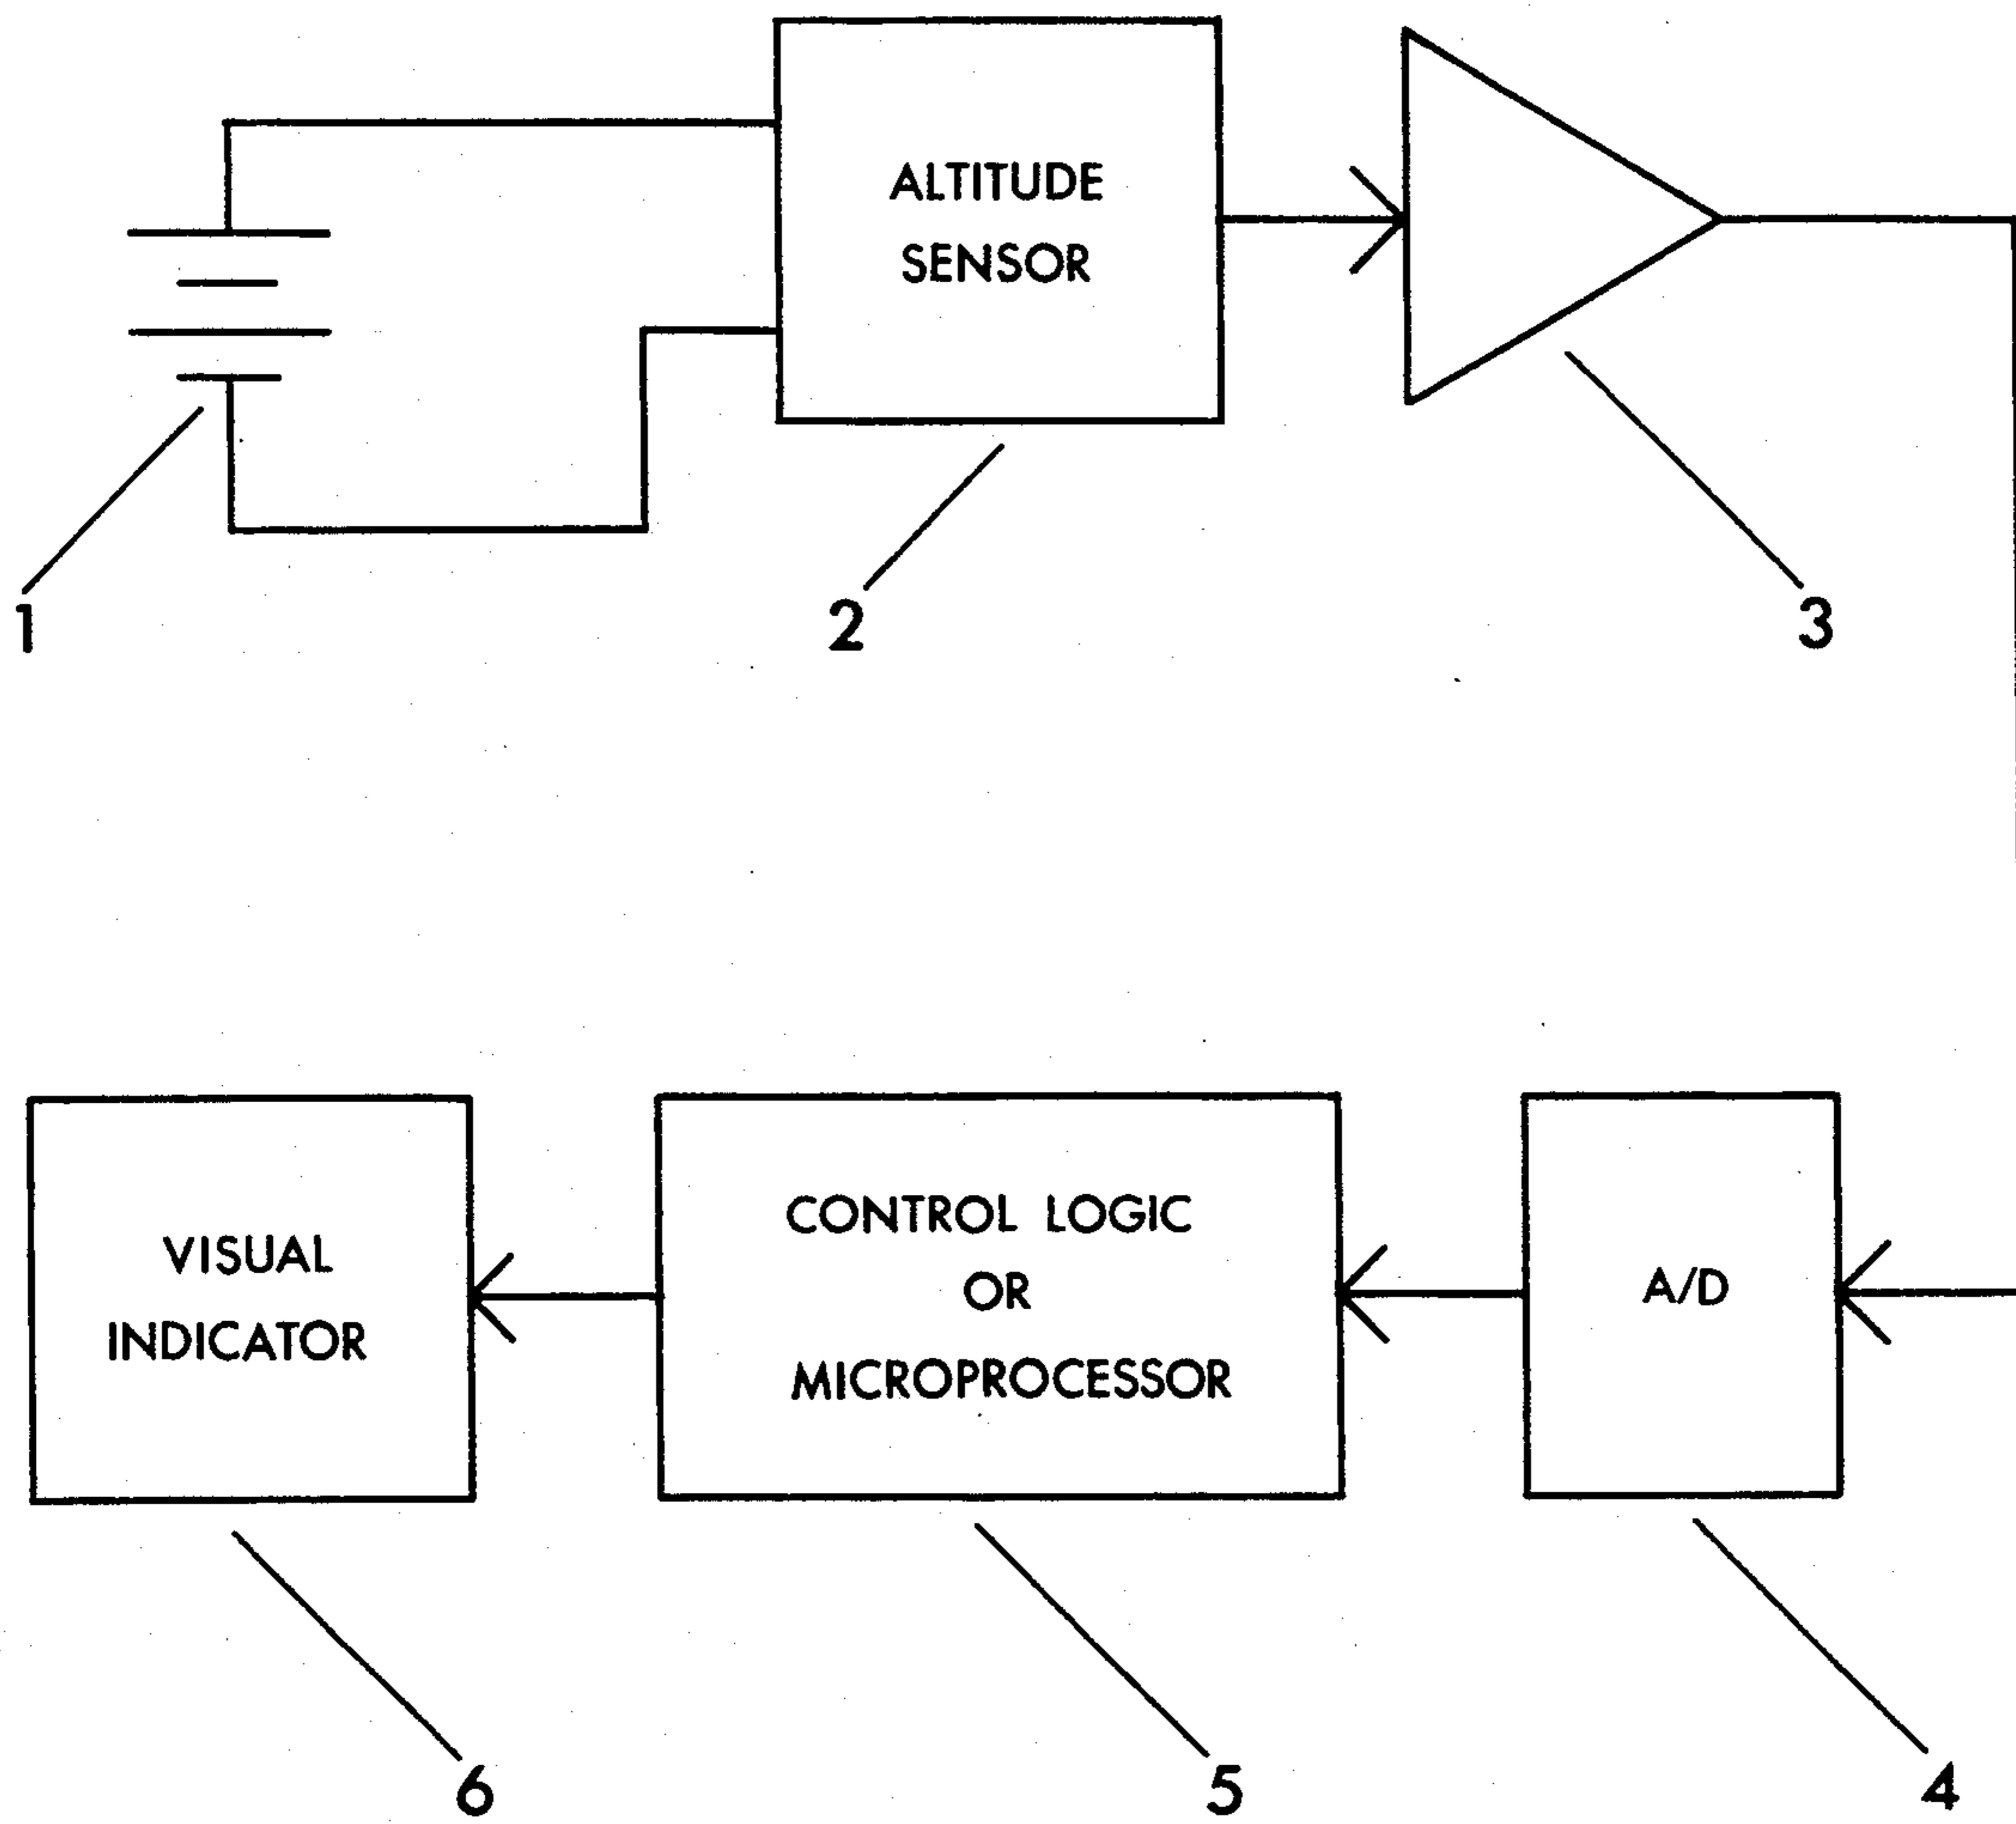 ALTITUDE
SENSOR
1
2
3
VISUAL
INDICATOR
CONTROL LOGIC
OR
MICROPROCESSOR
A/D
6
5
4